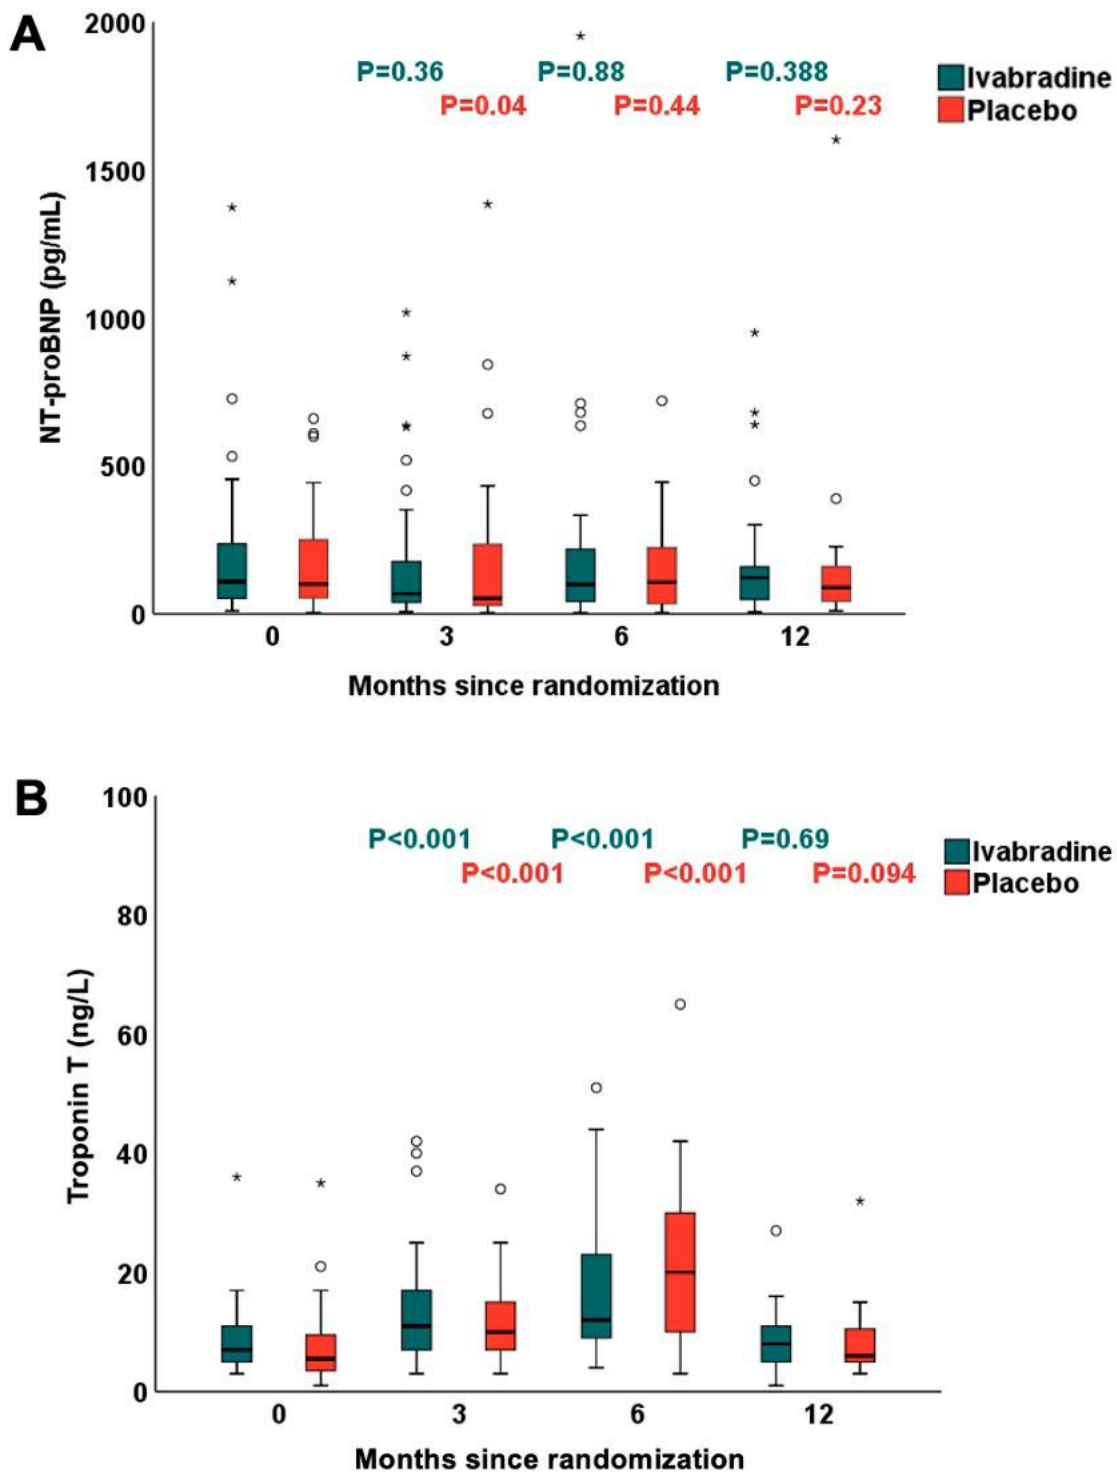 A
2000
P=0.36 P=0.88 P=0.388
P=0.04 P=0.44 P=0.23
Ivabradine
Placebo
1500
1000
500
0
NT-proBNP (pg/mL)
0 3 6 12
Months since randomization
B
100
P<0.001 P<0.001 P=0.69
P<0.001 P<0.001 P=0.094
Ivabradine
Placebo
80
60
40
20
0
Troponin T (ng/L)
0 3 6 12
Months since randomization